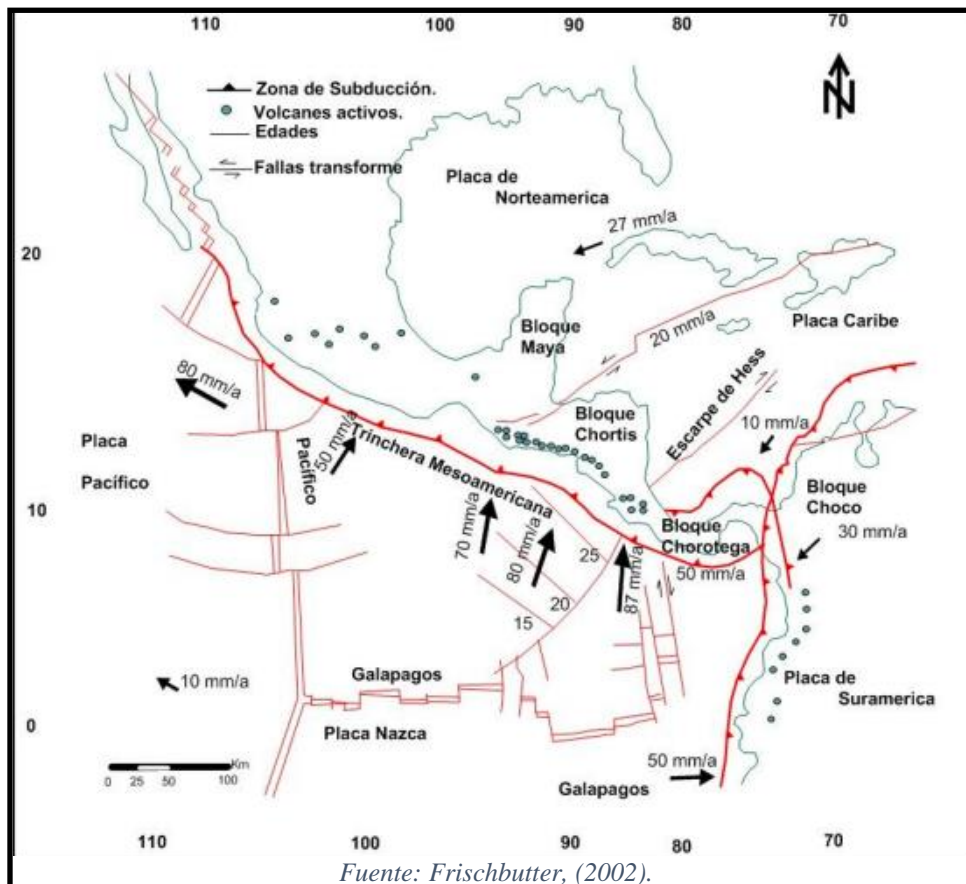 110
100
90
80
70
Zona de Subducción.
Volcanes activos.
Edades
Fallas transforme
N
Placa de
Norteamerica
27 mm/a
20
Bloque
Maya
20 mm/a
Placa Caribe
80 mm/a
Escarpe de Hess
Bloque
Chortis
10 mm/a
Placa
Pacífico
Pacífico
50 mm/a
Trinchera Mesoamericana
10
Bloque
Choco
Bloque
Chorotega
30 mm/a
70 mm/a
80 mm/a
25
50 mm/a
87 mm/a
20
15
10 mm/a
Galapagos
Placa de
Suramerica
0
Placa Nazca
50 mm/a
Km
0 25 50 100
Galapagos
110
100
90
80
70
Fuente: Frischbutter, (2002).